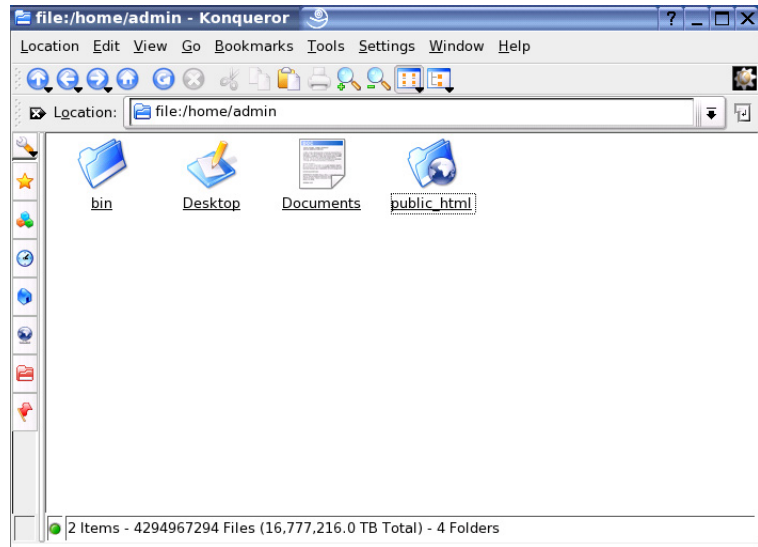 file:/home/admin - Konqueror
Location Edit View Go Bookmarks Tools Settings Window Help
Location: file:/home/admin
bin Desktop Documents public_html
2 Items - 4294967294 Files (16,777,216.0 TB Total) - 4 Folders